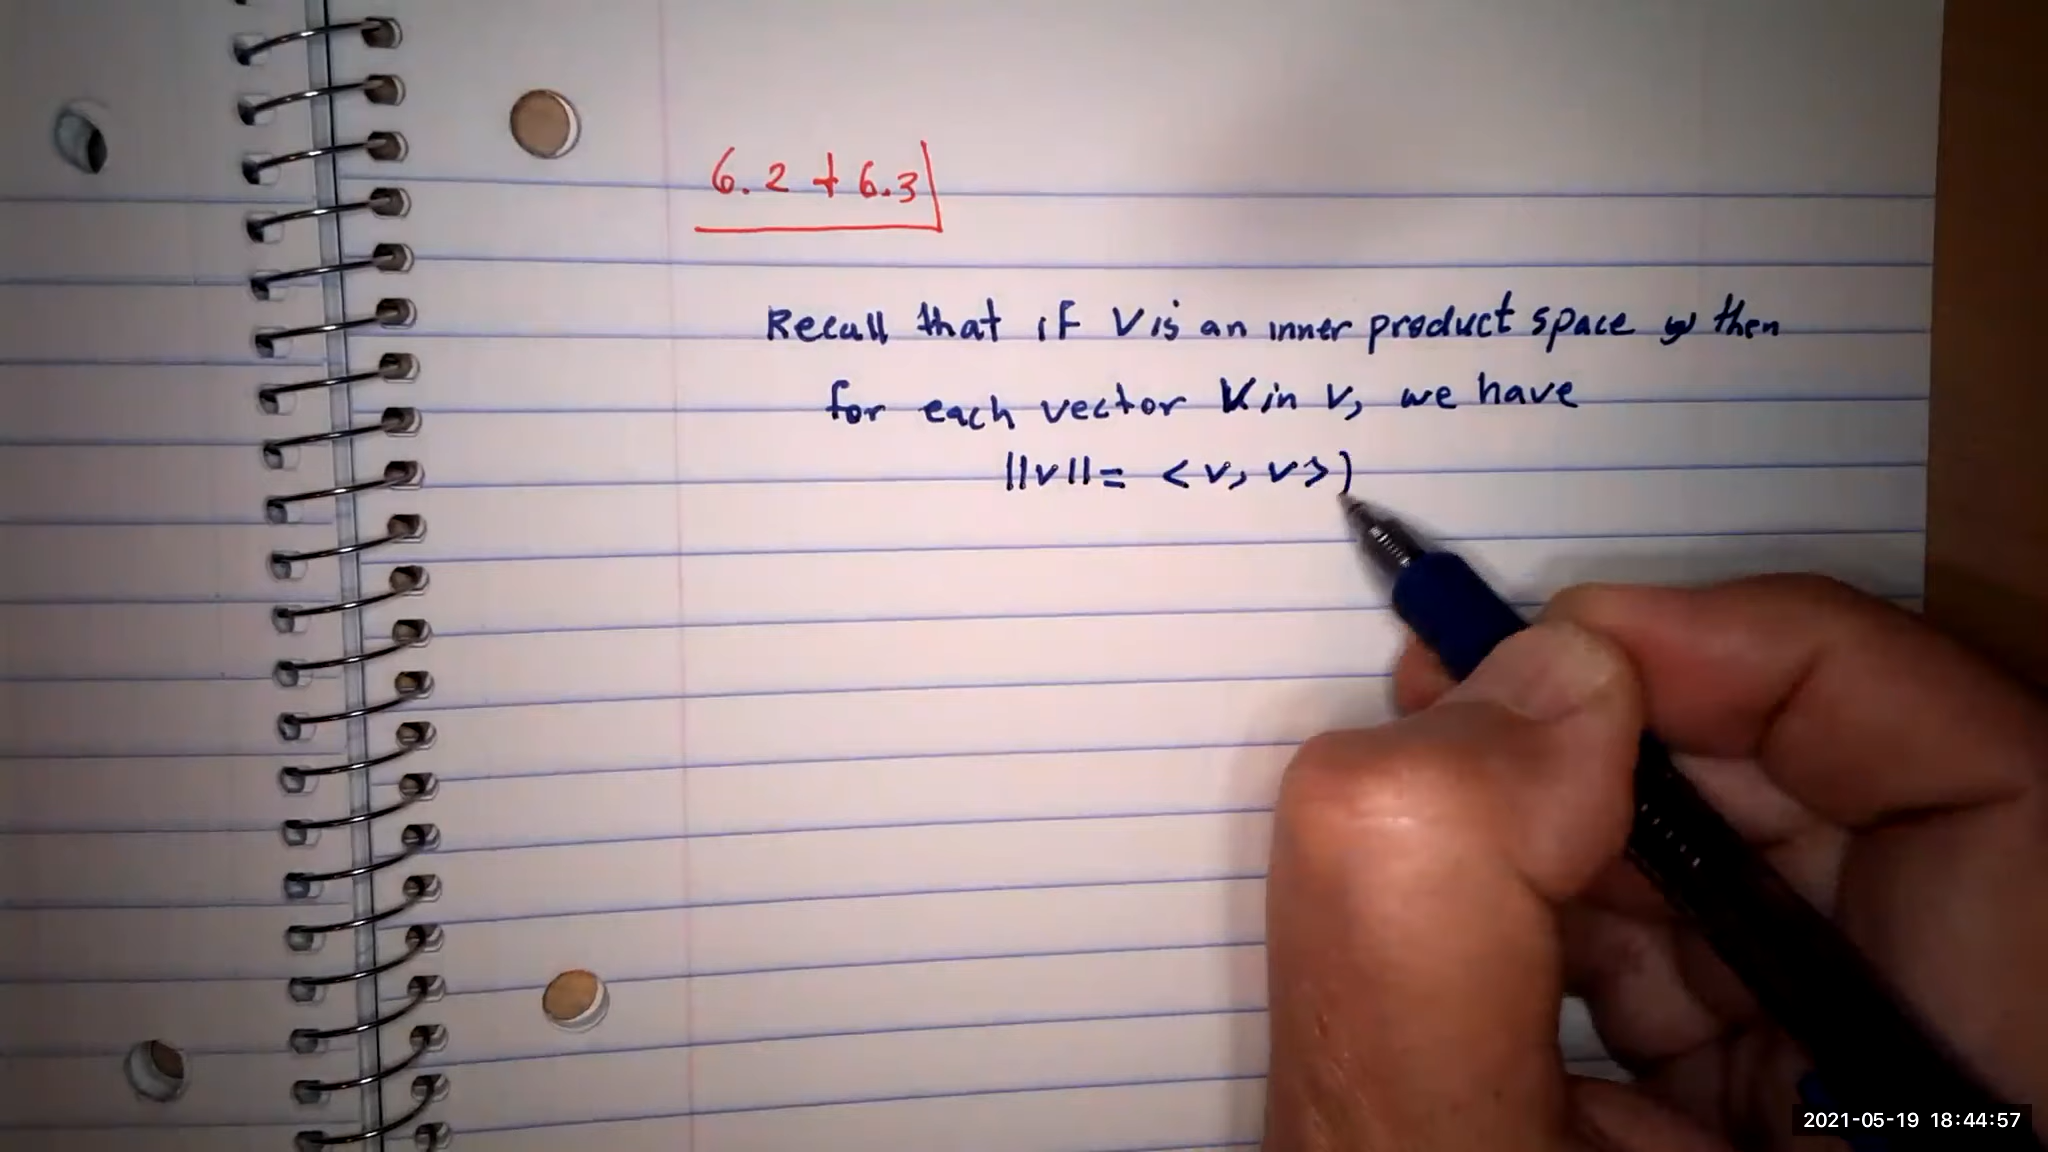 6.2 + 6.3
Recall that if V is an inner product space then
for each vector V in V, we have
||v|| = <v, v>)
2021-05-19 18:44:57